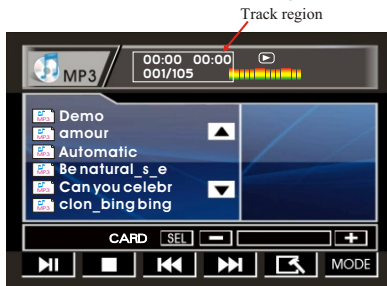 Track region
MP3
00:00 00:00
001/105
Demo
amour
Automatic
Be natural_s_e
Can you celebr
clon_bing bing
CARD SEL
MODE